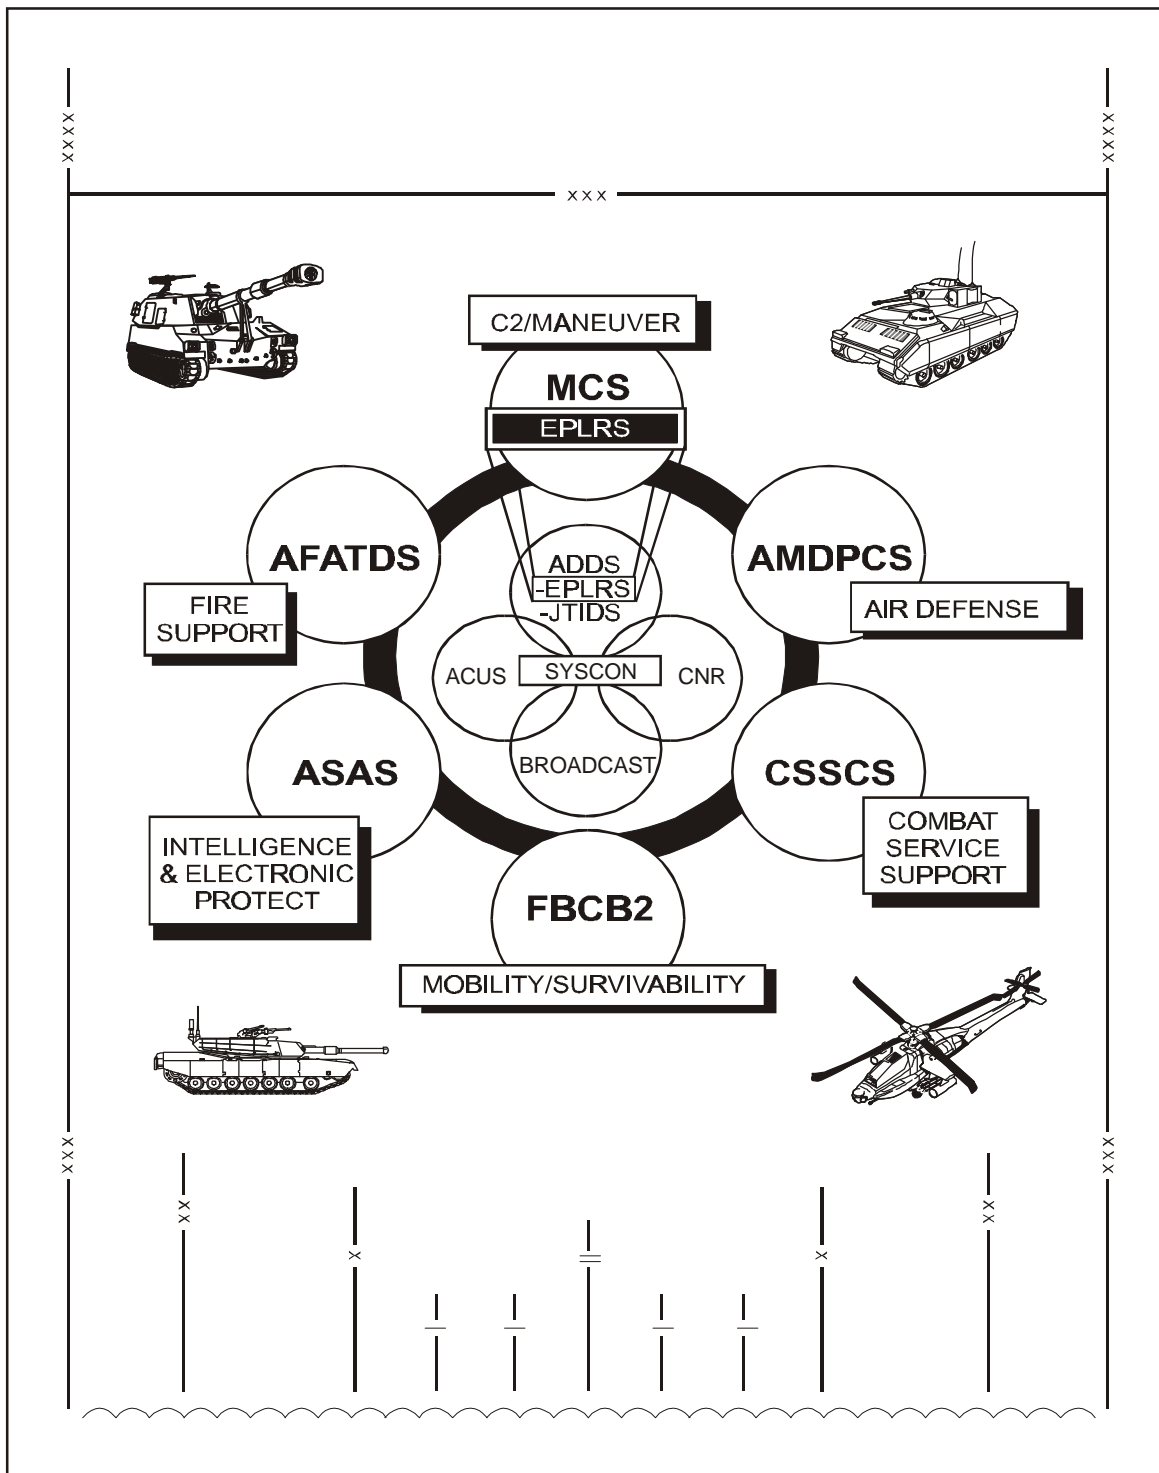 XXXX
XXXX
XXX
C2/MANEUVER
MCS
EPLRS
AFATDS
FIRE
SUPPORT
AMDPCS
AIR DEFENSE
ADDS
-EPLRS
-JTIDS
ACUS
SYSCON
CNR
BROADCAST
ASAS
INTELLIGENCE
& ELECTRONIC
PROTECT
CSSCS
COMBAT
SERVICE
SUPPORT
FBCB2
MOBILITY/SURVIVABILITY
XXX
XXX
XX
XX
X
X